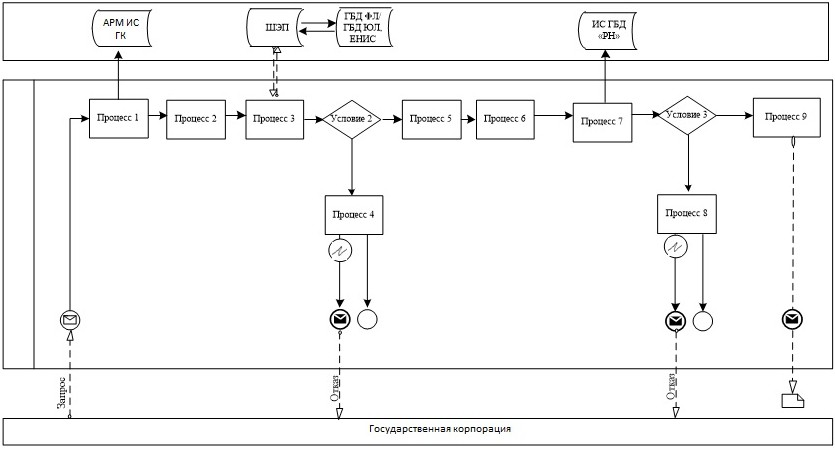 АРМ ИС
ГК
ШЭП
ГБД ФЛ/
ГБД ЮЛ,
ЕНИС
ИС ГБД
«РН»
Процесс 1
Процесс 2
Процесс 3
Условие 2
Процесс 5
Процесс 6
Процесс 7
Условие 3
Процесс 9
Процесс 4
Процесс 8
Запрос
Отказ
Отказ
Государственная корпорация